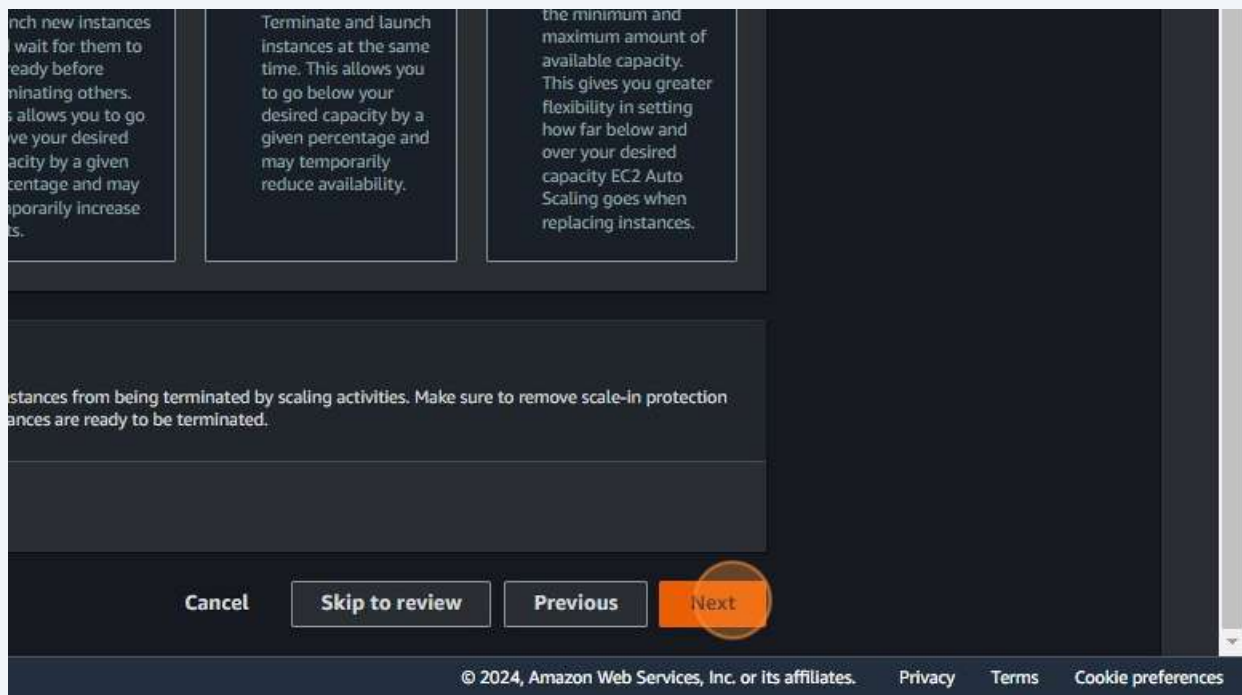 nch new instances
wait for them to
ready before
minating others.
s allows you to go
ve your desired
acity by a given
centage and may
porarily increase
ts.
Terminate and launch
instances at the same
time. This allows you
to go below your
desired capacity by a
given percentage and
may temporarily
reduce availability.
the minimum and
maximum amount of
available capacity.
This gives you greater
flexibility in setting
how far below and
over your desired
capacity EC2 Auto
Scaling goes when
replacing instances.
stances from being terminated by scaling activities. Make sure to remove scale-in protection
ances are ready to be terminated.
Cancel
Skip to review
Previous
Next
© 2024, Amazon Web Services, Inc. or its affiliates.
Privacy
Terms
Cookie preferences